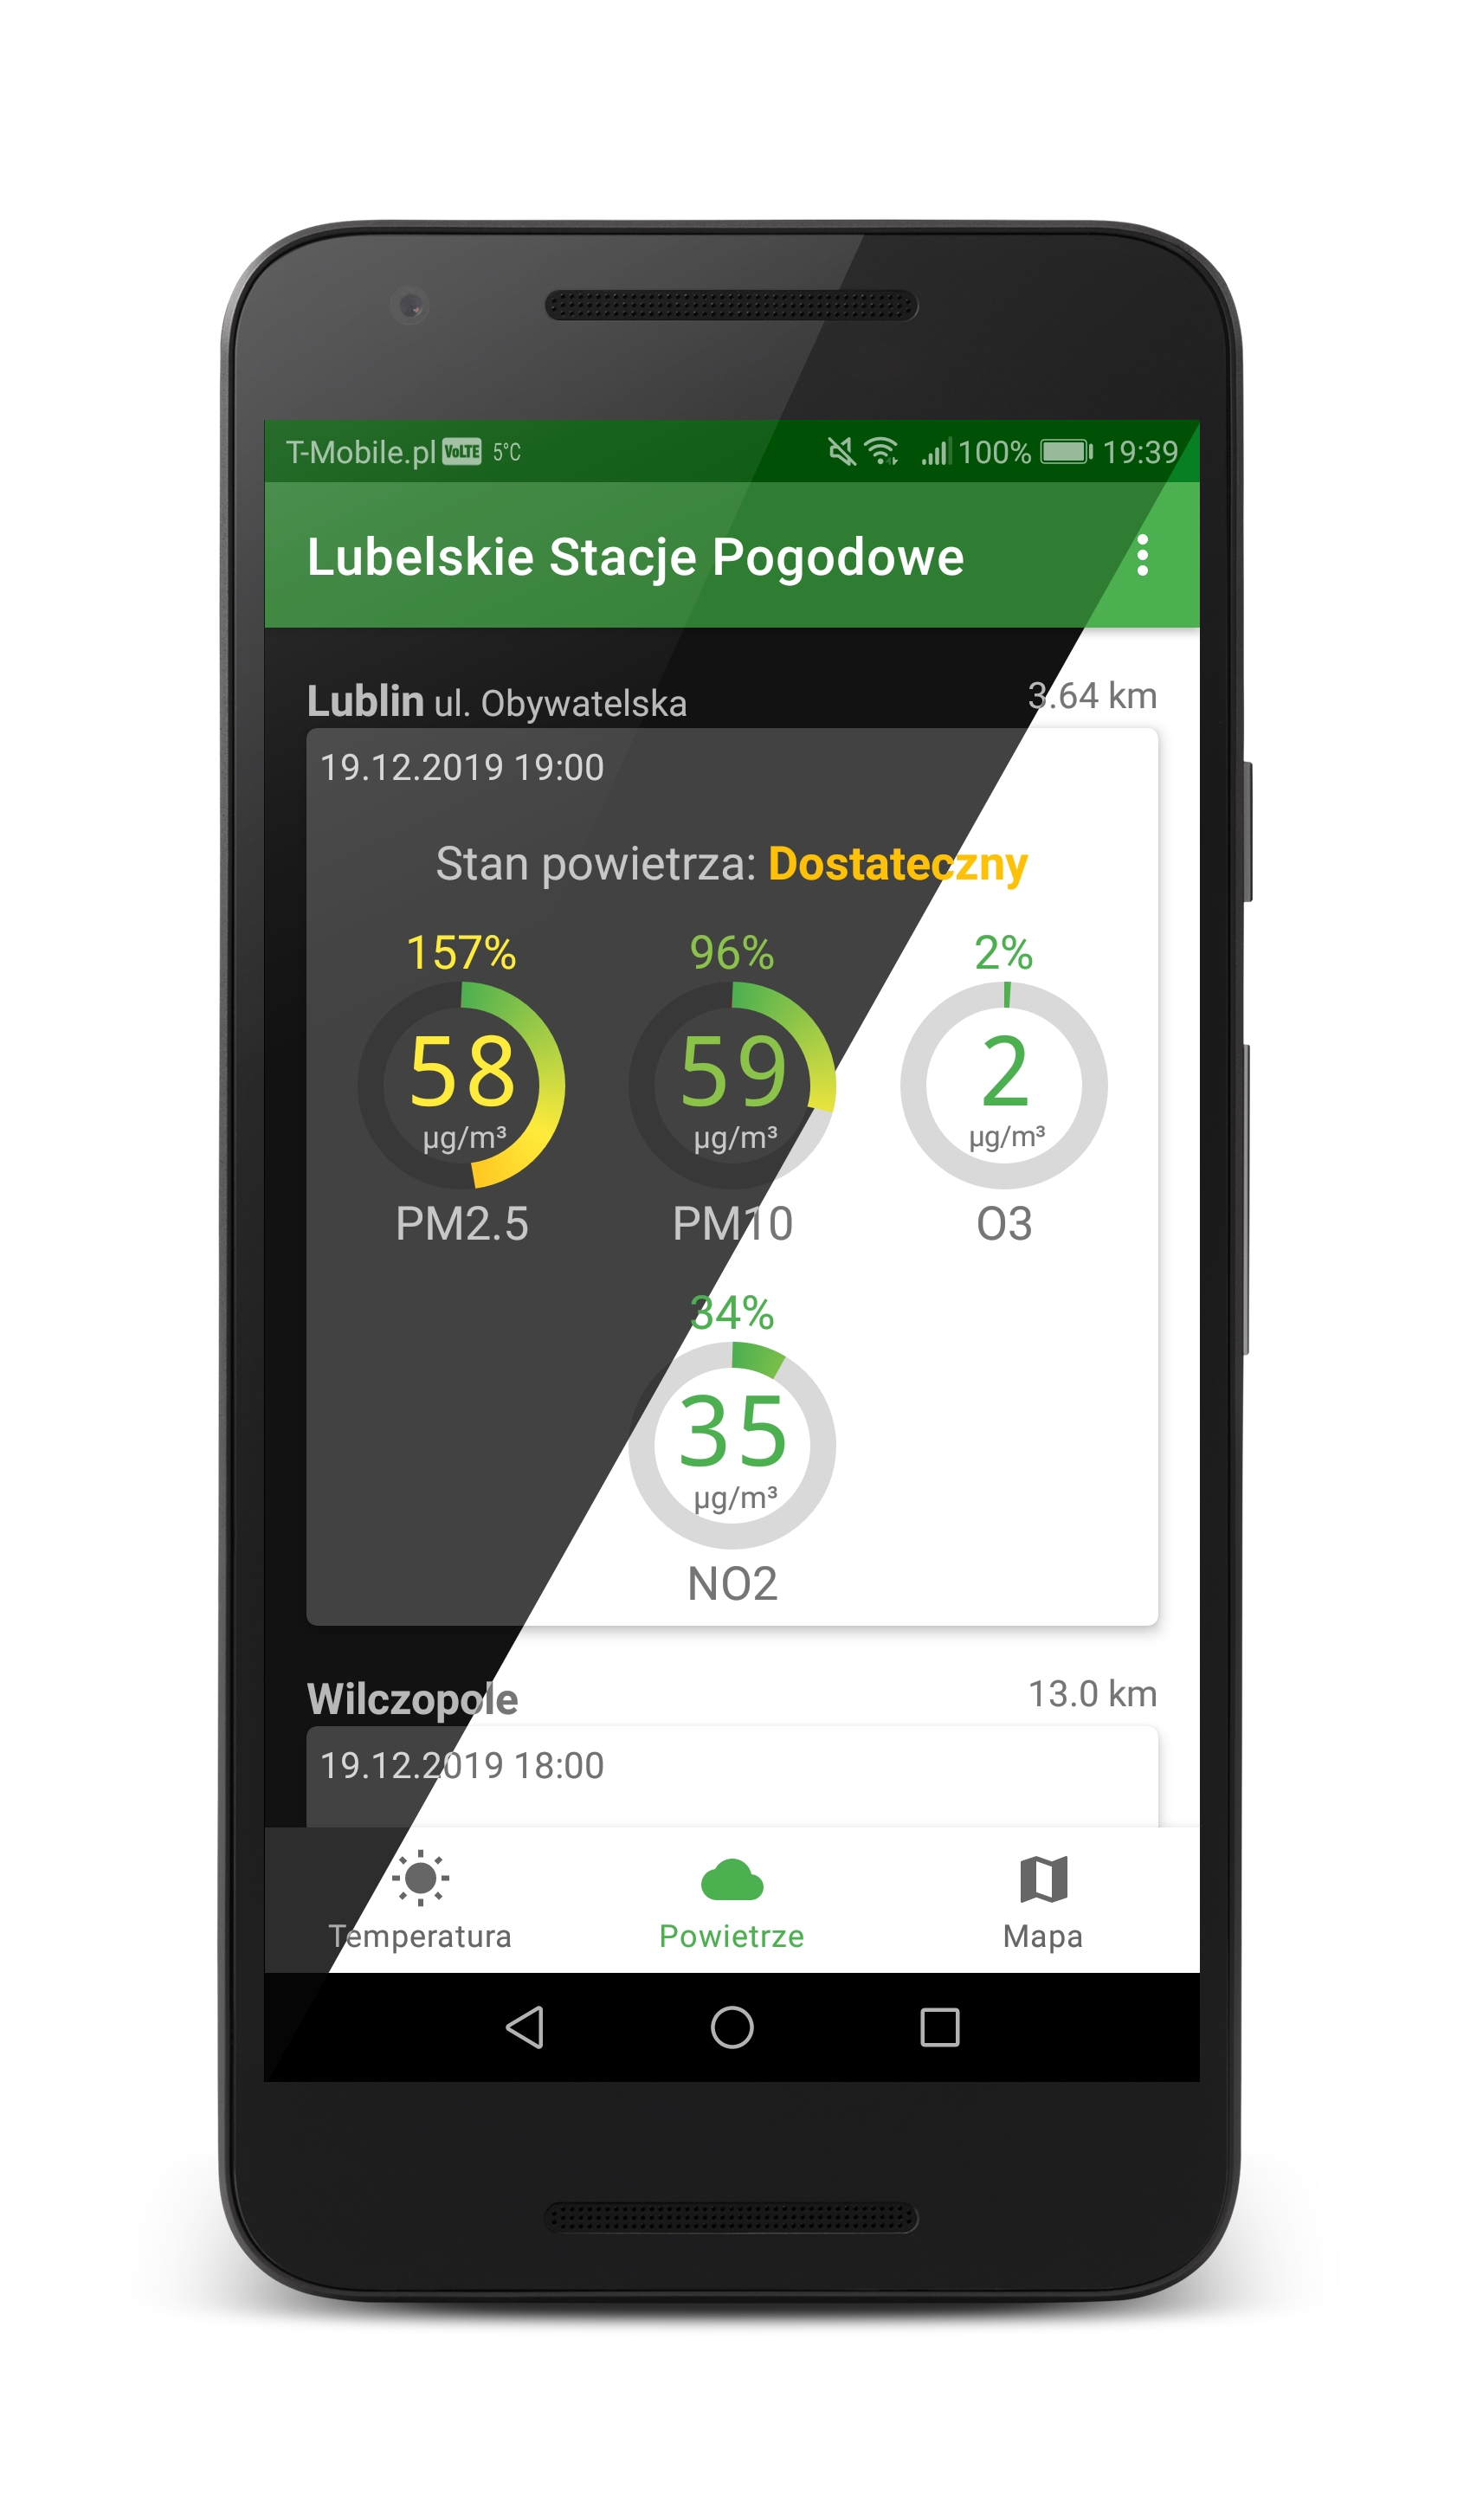 T-Mobile.pl VoLTE 5°C 100% 19:39
Lubelskie Stacje Pogodowe
Lublin ul. Obywatelska 3.64 km
19.12.2019 19:00
Stan powietrza: Dostateczny
157% 96% 2%
58 59 2
µg/m³ µg/m³ µg/m³
PM2.5 PM10 O3
34%
35
µg/m³
NO2
Wilczopole 13.0 km
19.12.2019 18:00
Temperatura Powietrze Mapa